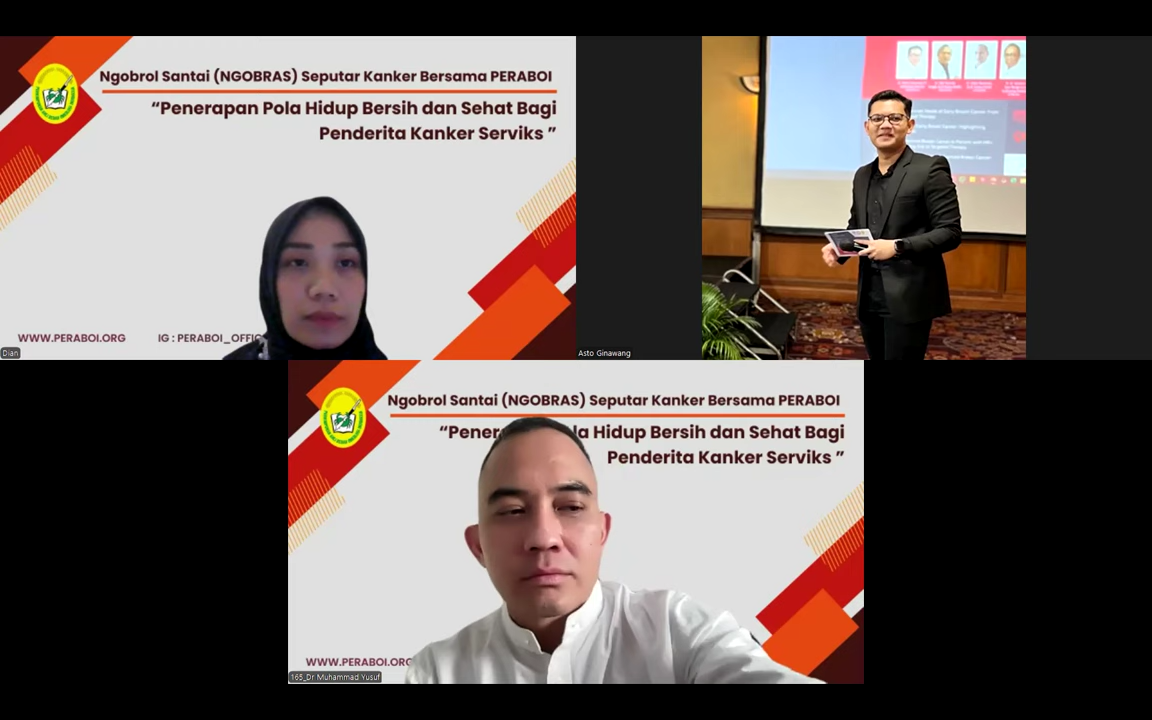 Ngobrol Santai (NGOBRAS) Seputar Kanker Bersama PERABOI
“Penerapan Pola Hidup Bersih dan Sehat Bagi
Penderita Kanker Serviks ”
WWW.PERABOI.ORG IG : PERABOI_OFFIC
Dian
Asto Ginawang
Ngobrol Santai (NGOBRAS) Seputar Kanker Bersama PERABOI
“Pener la Hidup Bersih dan Sehat Bagi
Penderita Kanker Serviks ”
WWW.PERABOI.ORG
165_Dr Muhammad Yusuf